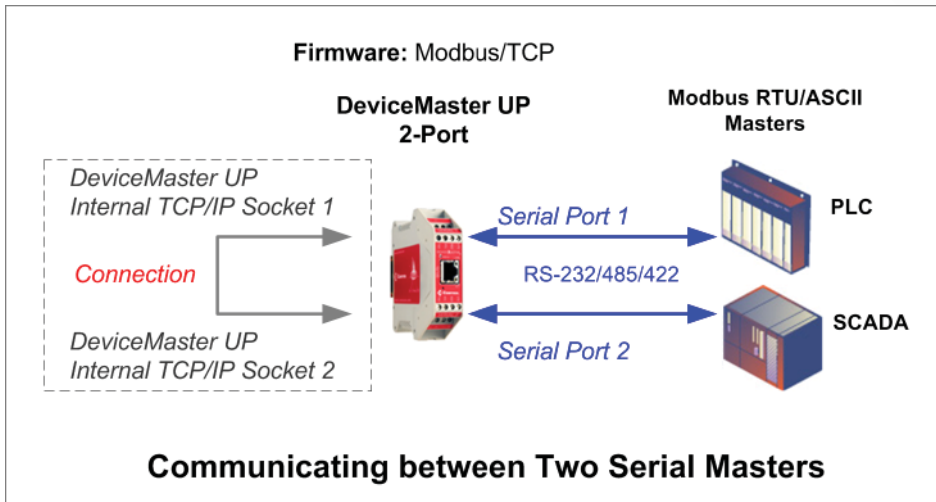 Firmware: Modbus/TCP
DeviceMaster UP
2-Port
Modbus RTU/ASCII
Masters
DeviceMaster UP
Internal TCP/IP Socket 1
Connection
DeviceMaster UP
Internal TCP/IP Socket 2
Serial Port 1
RS-232/485/422
Serial Port 2
PLC
SCADA
Communicating between Two Serial Masters